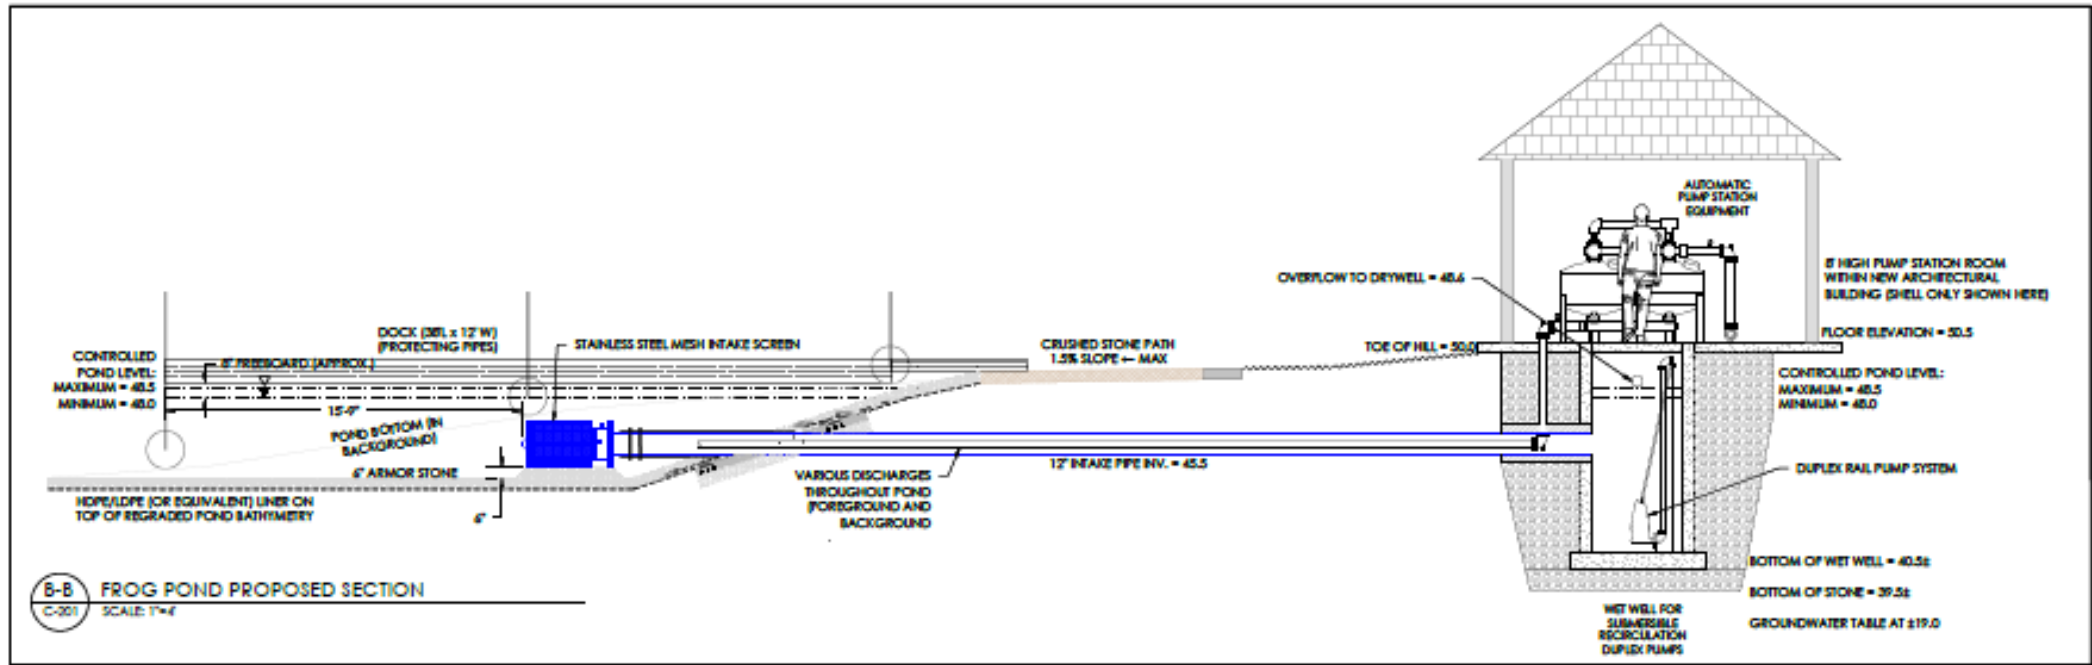 AUTOMATIC
PUMP STATION
EQUIPMENT
8' HIGH PUMP STATION ROOM
WITHIN NEW ARCHITECTURAL
BUILDING (SHELL ONLY SHOWN HERE)
OVERFLOW TO DRYWELL = 48.6
FLOOR ELEVATION = 50.5
DOCK (38'L x 12' W)
(PROTECTING PIPES)
STAINLESS STEEL MESH INTAKE SCREEN
CRUSHED STONE PATH
1.5% SLOPE ← MAX
TOE OF HILL = 50.0
CONTROLLED
POND LEVEL:
MAXIMUM = 48.5
MINIMUM = 48.0
8" FREEBOARD (APPROX.)
CONTROLLED POND LEVEL:
MAXIMUM = 48.5
MINIMUM = 48.0
15'-9"
POND BOTTOM (IN
BACKGROUND)
6" ARMOR STONE
12" INTAKE PIPE INV. = 45.5
VARIOUS DISCHARGES
THROUGHOUT POND
(FOREGROUND AND
BACKGROUND
DUPLEX RAIL PUMP SYSTEM
HDPE/LDPE (OR EQUIVALENT) LINER ON
TOP OF REGRADED POND BATHYMETRY
6"
BOTTOM OF WET WELL = 40.5±
BOTTOM OF STONE = 39.5±
GROUNDWATER TABLE AT ±19.0
WET WELL FOR
SUBMERSIBLE
RECIRCULATION
DUPLEX PUMPS
B-B
C-201
FROG POND PROPOSED SECTION
SCALE: 1"=4'